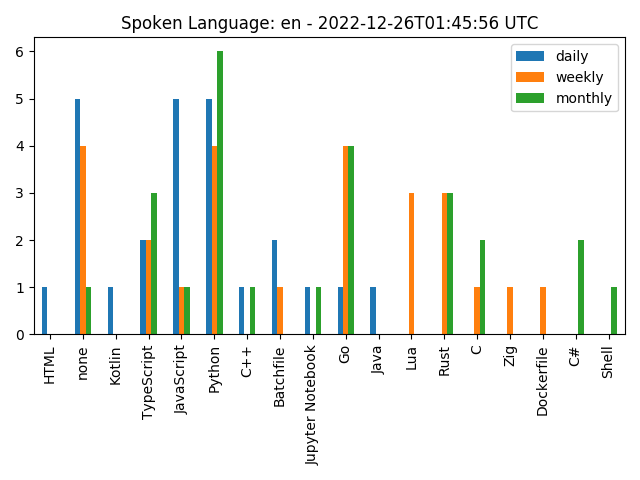 Spoken Language: en - 2022-12-26T01:45:56 UTC
daily
weekly
monthly
6
5
4
3
2
1
0
HTML
none
Kotlin
TypeScript
JavaScript
Python
C++
Batchfile
Jupyter Notebook
Go
Java
Lua
Rust
C
Zig
Dockerfile
C#
Shell